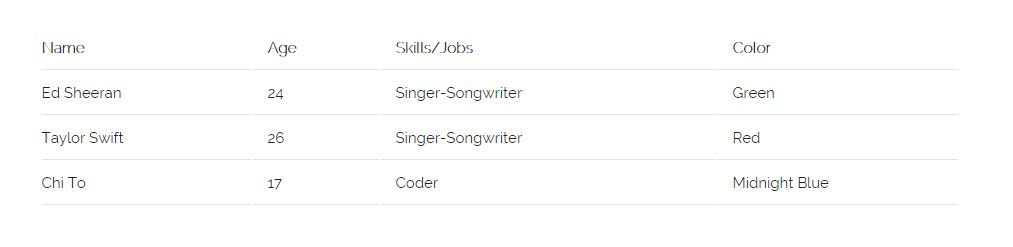 Name Age Skills/Jobs Color
Ed Sheeran 24 Singer-Songwriter Green
Taylor Swift 26 Singer-Songwriter Red
Chi To 17 Coder Midnight Blue